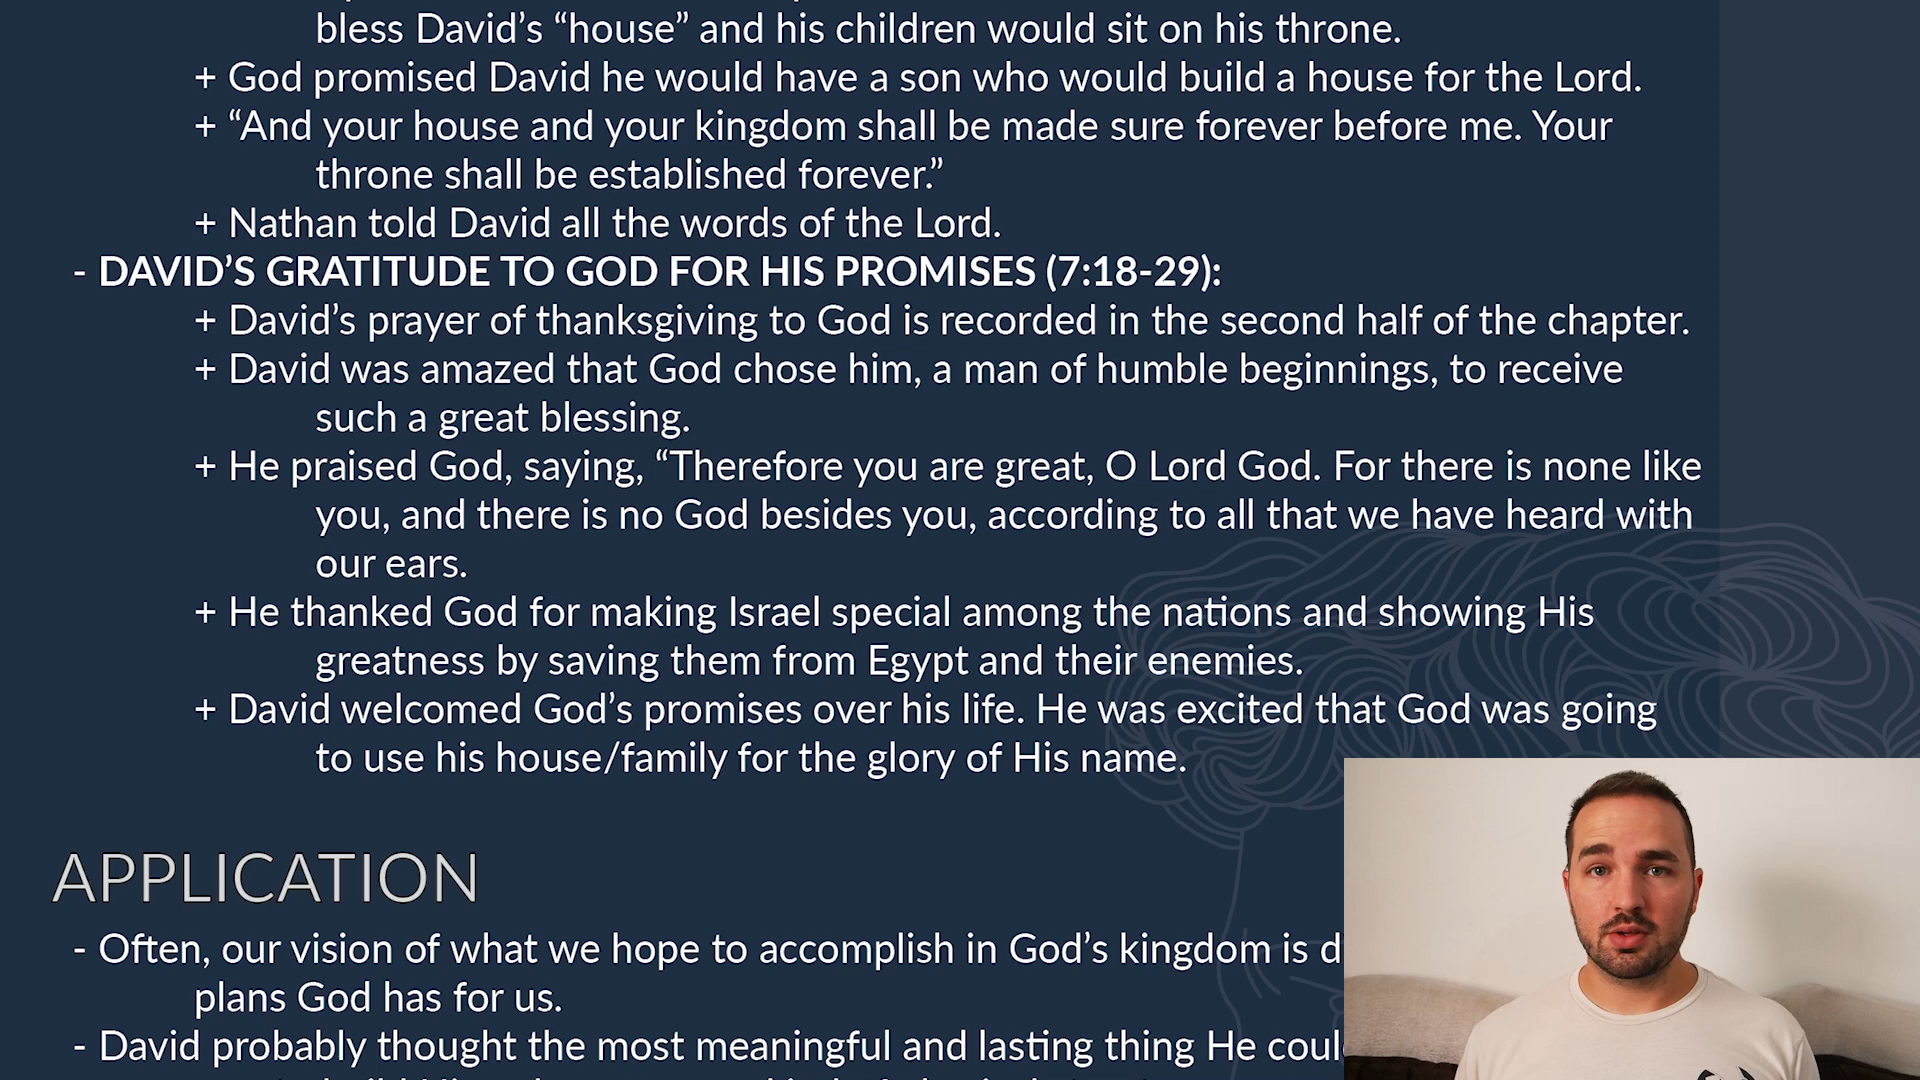 bless David’s “house” and his children would sit on his throne.
+ God promised David he would have a son who would build a house for the Lord.
+ “And your house and your kingdom shall be made sure forever before me. Your
throne shall be established forever.”
+ Nathan told David all the words of the Lord.
- DAVID’S GRATITUDE TO GOD FOR HIS PROMISES (7:18-29):
+ David’s prayer of thanksgiving to God is recorded in the second half of the chapter.
+ David was amazed that God chose him, a man of humble beginnings, to receive
such a great blessing.
+ He praised God, saying, “Therefore you are great, O Lord God. For there is none like
you, and there is no God besides you, according to all that we have heard with
our ears.
+ He thanked God for making Israel special among the nations and showing His
greatness by saving them from Egypt and their enemies.
+ David welcomed God’s promises over his life. He was excited that God was going
to use his house/family for the glory of His name.
APPLICATION
- Often, our vision of what we hope to accomplish in God’s kingdom is
plans God has for us.
- David probably thought the most meaningful and lasting thing He